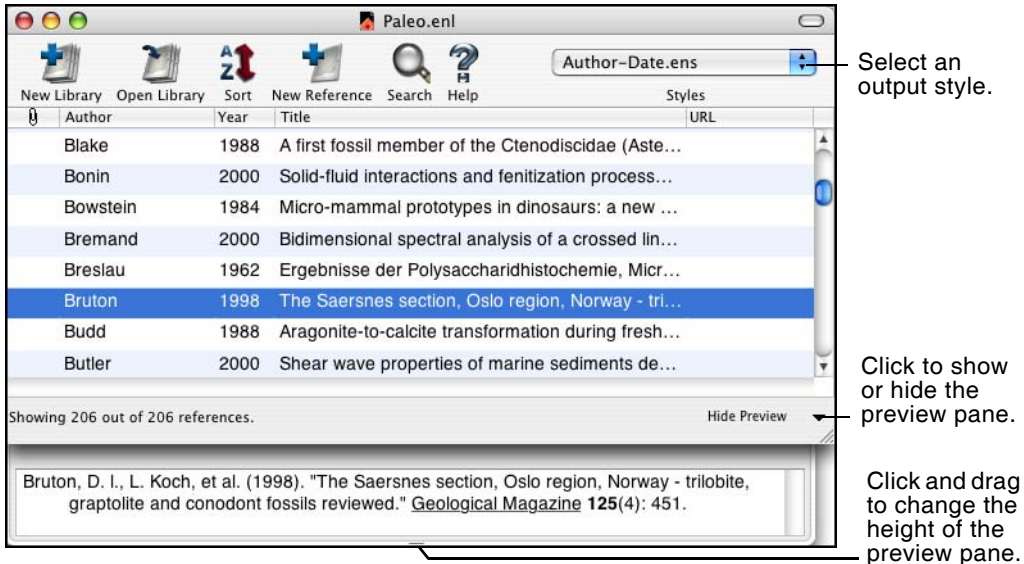 Paleo.enl
New Library Open Library Sort New Reference Search Help
Author-Date.ens
Styles
Select an
output style.
Author Year Title URL
Blake 1988 A first fossil member of the Ctenodiscidae (Aste...
Bonin 2000 Solid-fluid interactions and fenitization process...
Bowstein 1984 Micro-mammal prototypes in dinosaurs: a new ...
Bremand 2000 Bidimensional spectral analysis of a crossed lin...
Breslau 1962 Ergebnisse der Polysaccharidhistochemie, Micr...
Bruton 1998 The Saersnes section, Oslo region, Norway - tri...
Budd 1988 Aragonite-to-calcite transformation during fresh...
Butler 2000 Shear wave properties of marine sediments de...
Showing 206 out of 206 references.
Hide Preview
Click to show
or hide the
preview pane.
Bruton, D. I., L. Koch, et al. (1998). "The Saersnes section, Oslo region, Norway - trilobite,
graptolite and conodont fossils reviewed." Geological Magazine 125(4): 451.
Click and drag
to change the
height of the
preview pane.